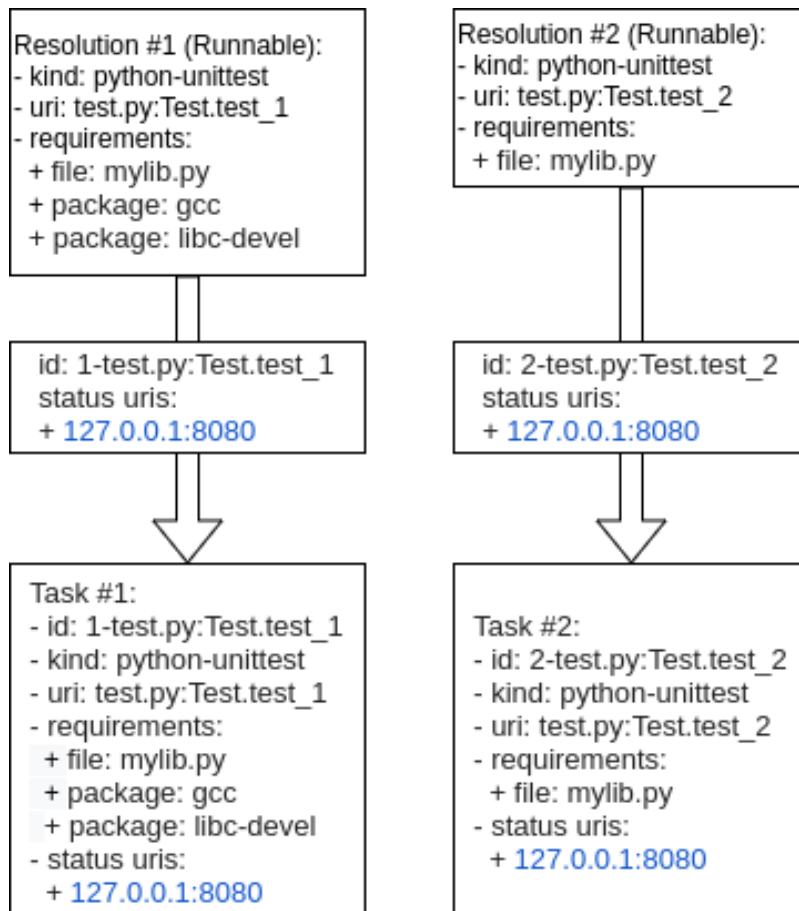 Resolution #1 (Runnable):
- kind: python-unittest
- uri: test.py:Test.test_1
- requirements:
+ file: mylib.py
+ package: gcc
+ package: libc-devel
id: 1-test.py:Test.test_1
status uris:
+ 127.0.0.1:8080
Task #1:
- id: 1-test.py:Test.test_1
- kind: python-unittest
- uri: test.py:Test.test_1
- requirements:
+ file: mylib.py
+ package: gcc
+ package: libc-devel
- status uris:
+ 127.0.0.1:8080
Resolution #2 (Runnable):
- kind: python-unittest
- uri: test.py:Test.test_2
- requirements:
+ file: mylib.py
id: 2-test.py:Test.test_2
status uris:
+ 127.0.0.1:8080
Task #2:
- id: 2-test.py:Test.test_2
- kind: python-unittest
- uri: test.py:Test.test_2
- requirements:
+ file: mylib.py
- status uris:
+ 127.0.0.1:8080